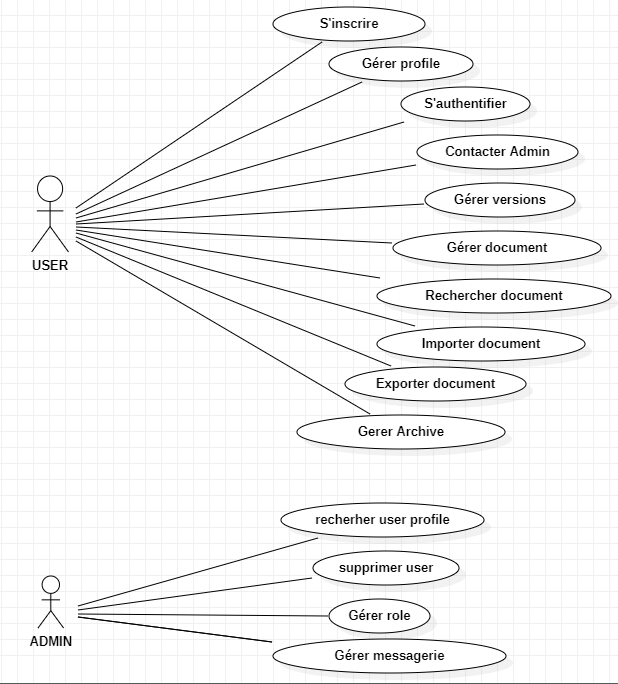 S'inscrire
Gérer profile
S'authentifier
Contacter Admin
Gérer versions
Gérer document
Rechercher document
Importer document
Exporter document
Gerer Archive
USER
recherher user profile
supprimer user
Gérer role
Gérer messagerie
ADMIN